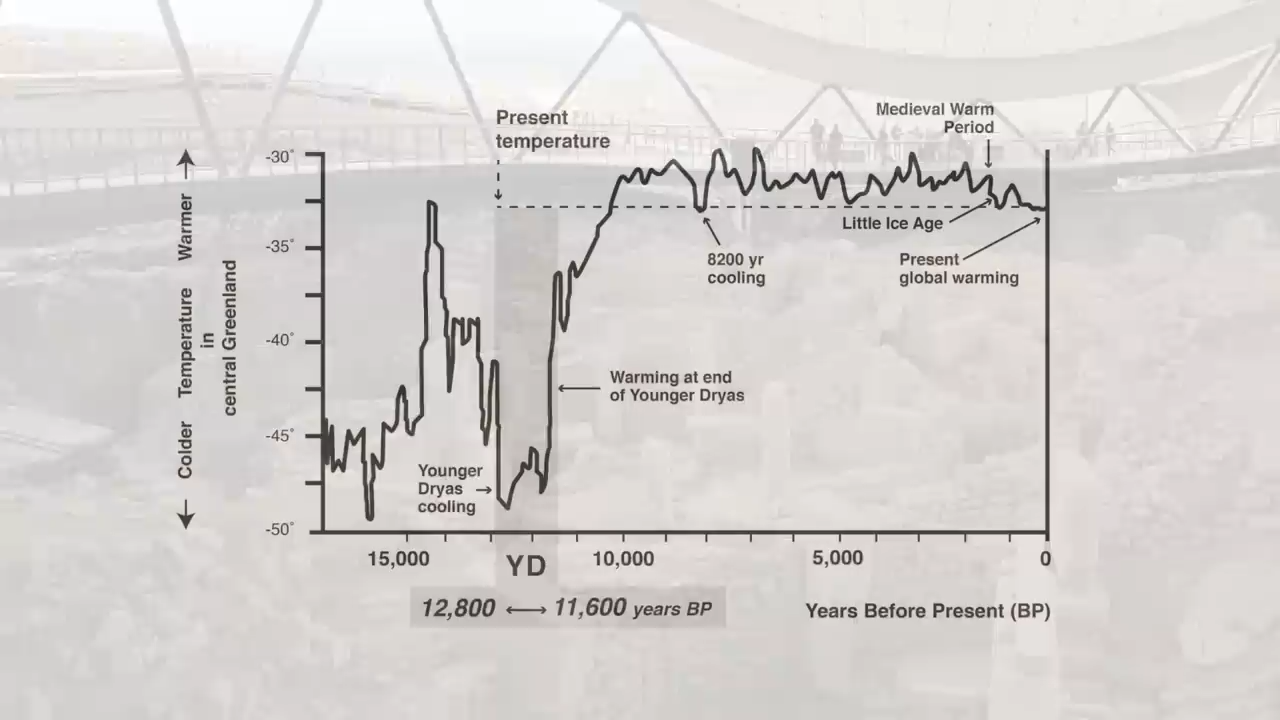 Present
temperature
Medieval Warm
Period
-30°
-35°
-40°
-45°
-50°
Colder Temperature Warmer
in
central Greenland
Little Ice Age
8200 yr
cooling
Present
global warming
Warming at end
of Younger Dryas
Younger
Dryas
cooling
15,000
YD
10,000
5,000
0
12,800
11,600 years BP
Years Before Present (BP)